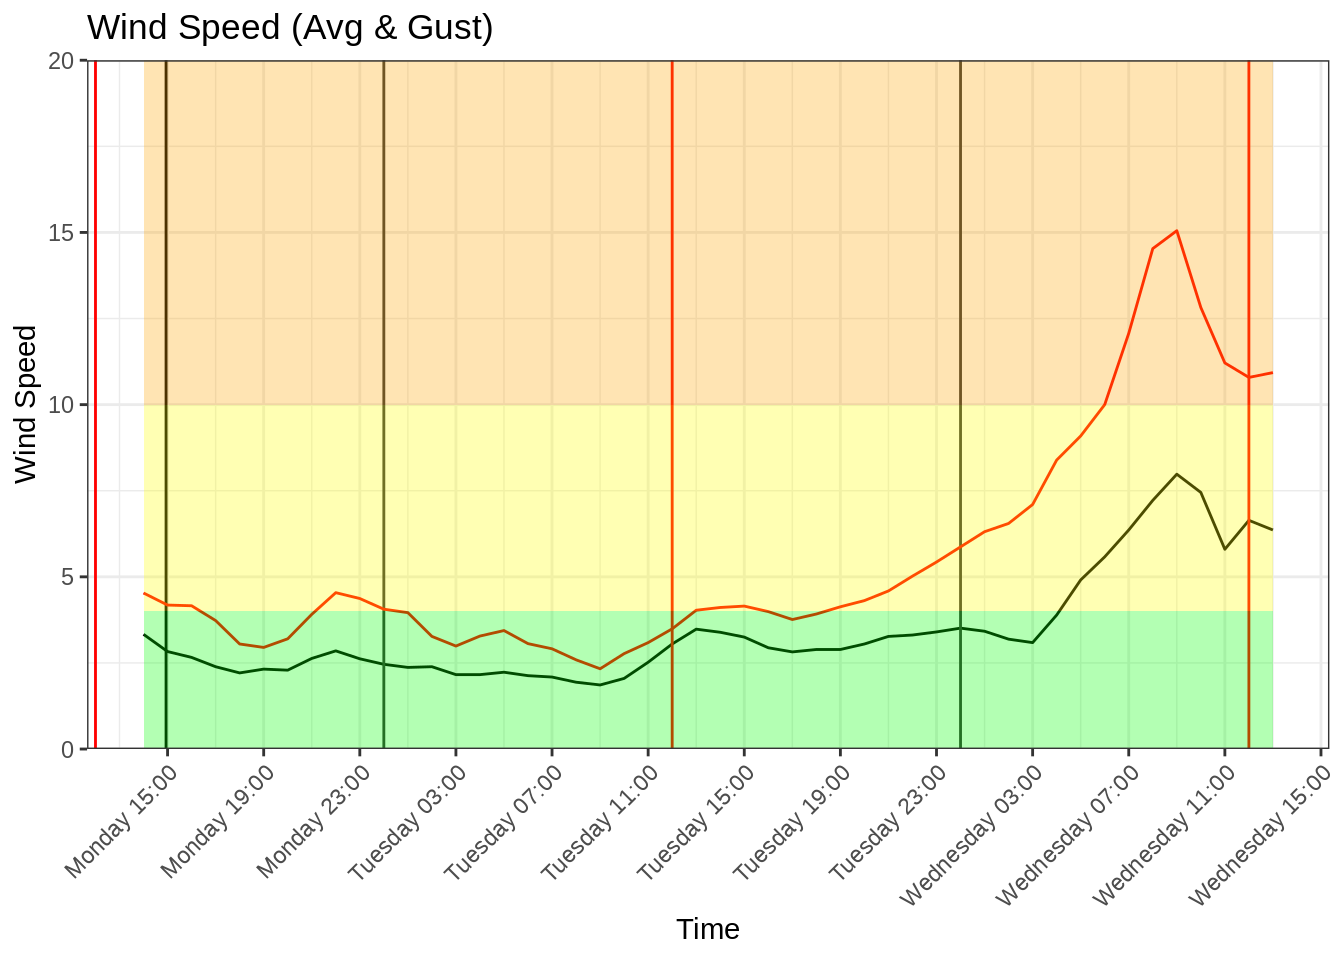 Wind Speed (Avg & Gust)
20
15
10
5
0
Wind Speed
Monday 15:00
Monday 19:00
Monday 23:00
Tuesday 03:00
Tuesday 07:00
Tuesday 11:00
Tuesday 15:00
Tuesday 19:00
Tuesday 23:00
Wednesday 03:00
Wednesday 07:00
Wednesday 11:00
Wednesday 15:00
Time